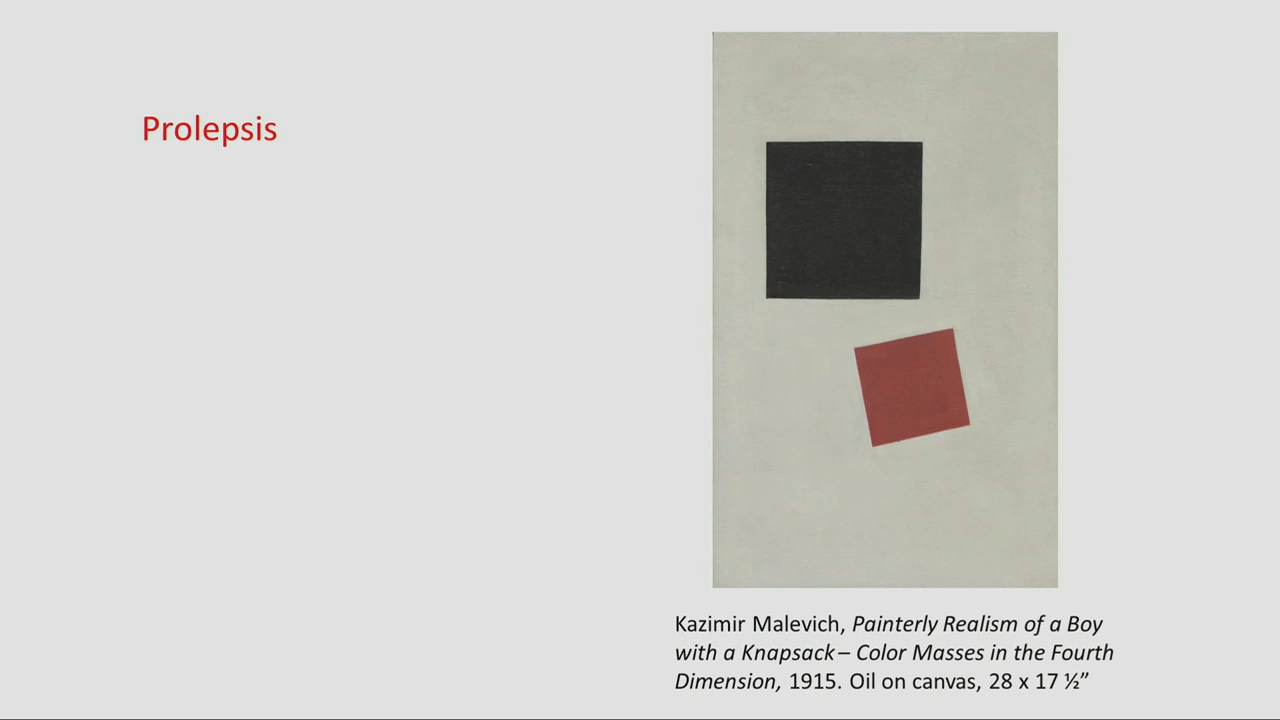 Prolepsis
Kazimir Malevich, Painterly Realism of a Boy
with a Knapsack – Color Masses in the Fourth
Dimension, 1915. Oil on canvas, 28 x 17 ½”